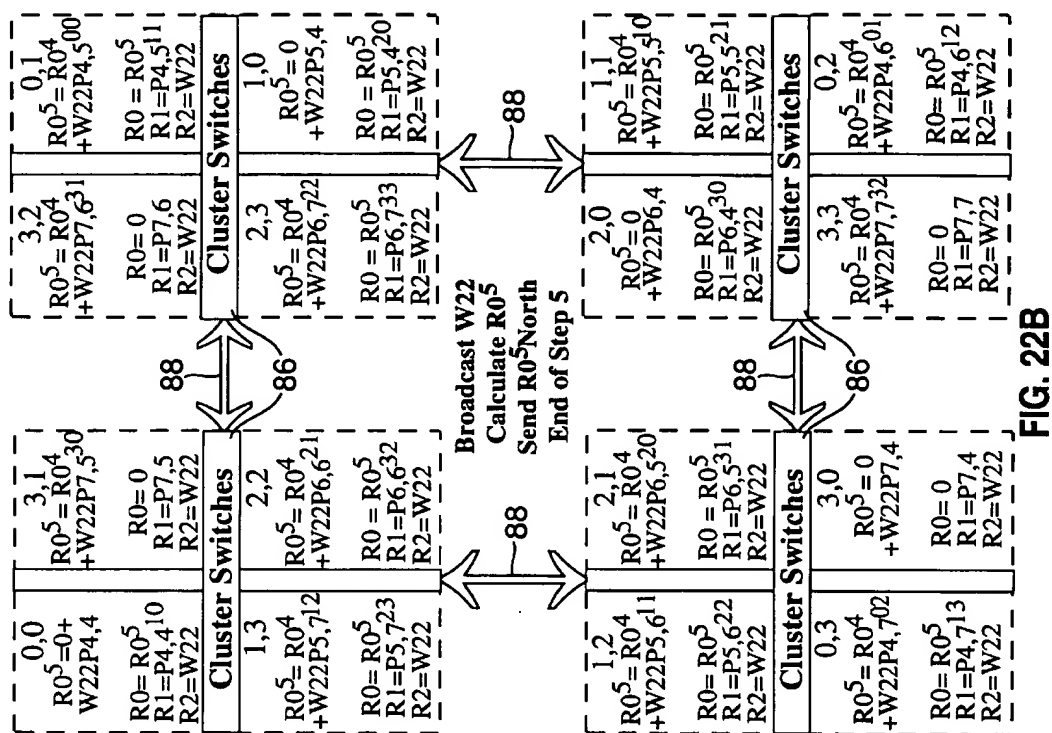 0,0
R0⁵=0+
W22P4,4
R0= R0⁵
R1=P4,4¹⁰
R2=W22
3,1
R0⁵= R0⁴
+W22P7,5³⁰
R0= 0
R1=P7,5
R2=W22
Cluster Switches
1,3
R0⁵= R0⁴
+W22P5,7¹²
R0= R0⁵
R1=P5,7²³
R2=W22
2,2
R0⁵= R0⁴
+W22P6,6²¹
R0 = R0⁵
R1=P6,6³²
R2=W22
88
86
3,2
R0⁵= R0⁴
+W22P7,6³¹
R0= 0
R1=P7,6
R2=W22
0,1
R0⁵= R0⁴
+W22P4,5⁰⁰
R0 = R0⁵
R1=P4,5¹¹
R2=W22
Cluster Switches
2,3
R0⁵= R0⁴
+W22P6,7²²
R0 = R0⁵
R1=P6,7³³
R2=W22
1,0
R0⁵= 0
+W22P5,4
R0 = R0⁵
R1=P5,4²⁰
R2=W22
88
Broadcast W22
Calculate R0⁵
Send R0⁵North
End of Step 5
88
1,2
R0⁵= R0⁴
+W22P5,6¹¹
R0= R0⁵
R1=P5,6²²
R2=W22
2,1
R0⁵= R0⁴
+W22P6,5²⁰
R0= R0⁵
R1=P6,5³¹
R2=W22
Cluster Switches
0,3
R0⁵= R0⁴
+W22P4,7⁰²
R0= R0⁵
R1=P4,7¹³
R2=W22
3,0
R0⁵= 0
+W22P7,4
R0= 0
R1=P7,4
R2=W22
88
86
2,0
R0⁵= 0
+W22P6,4
R0= R0⁵
R1=P6,4³⁰
R2=W22
1,1
R0⁵= R0⁴
+W22P5,5¹⁰
R0= R0⁵
R1=P5,5²¹
R2=W22
Cluster Switches
3,3
R0⁵= R0⁴
+W22P7,7³²
R0= 0
R1=P7,7
R2=W22
0,2
R0⁵= R0⁴
+W22P4,6⁰¹
R0= R0⁵
R1=P4,6¹²
R2=W22
FIG. 22B